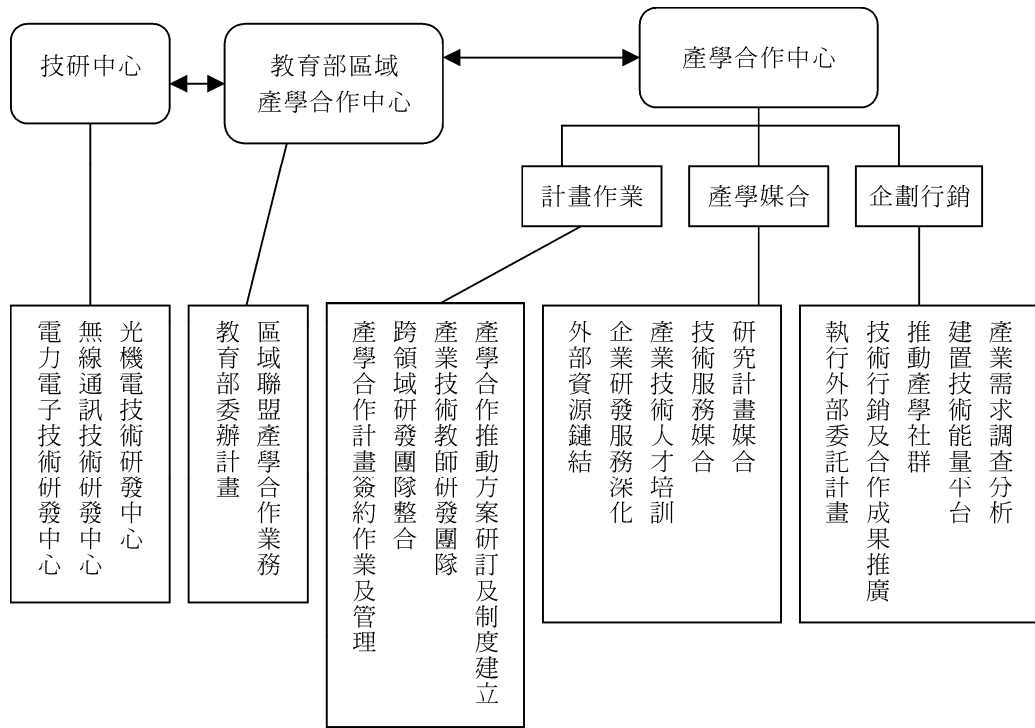 技研中心
教育部區域
產學合作中心
產學合作中心
計畫作業
產學媒合
企劃行銷
光機電技術研發中心
無線通訊技術研發中心
電力電子技術研發中心
區域聯盟產學合作業務
教育部委辦計畫
產學合作推動方案研訂及制度建立
產業技術教師研發團隊
跨領域研發團隊整合
產學合作計畫簽約作業及管理
研究計畫媒合
技術服務媒合
產業技術人才培訓
企業研發服務深化
外部資源鏈結
產業需求調查分析
建置技術能量平台
推動產學社群
技術行銷及合作成果推廣
執行外部委託計畫